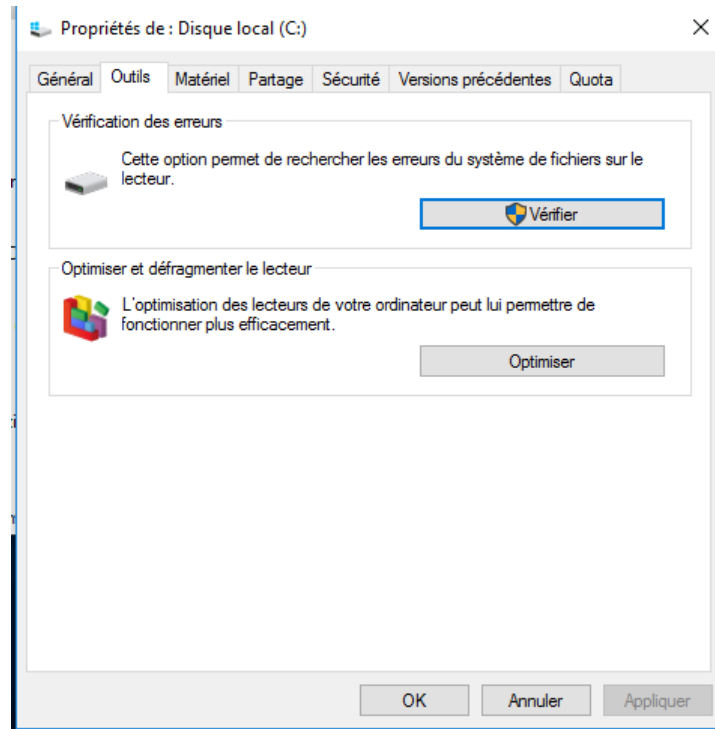 Propriétés de : Disque local (C:)
Général Outils Matériel Partage Sécurité Versions précédentes Quota
Vérification des erreurs
Cette option permet de rechercher les erreurs du système de fichiers sur le
lecteur.
Vérifier
Optimiser et défragmenter le lecteur
L'optimisation des lecteurs de votre ordinateur peut lui permettre de
fonctionner plus efficacement.
Optimiser
OK Annuler Appliquer